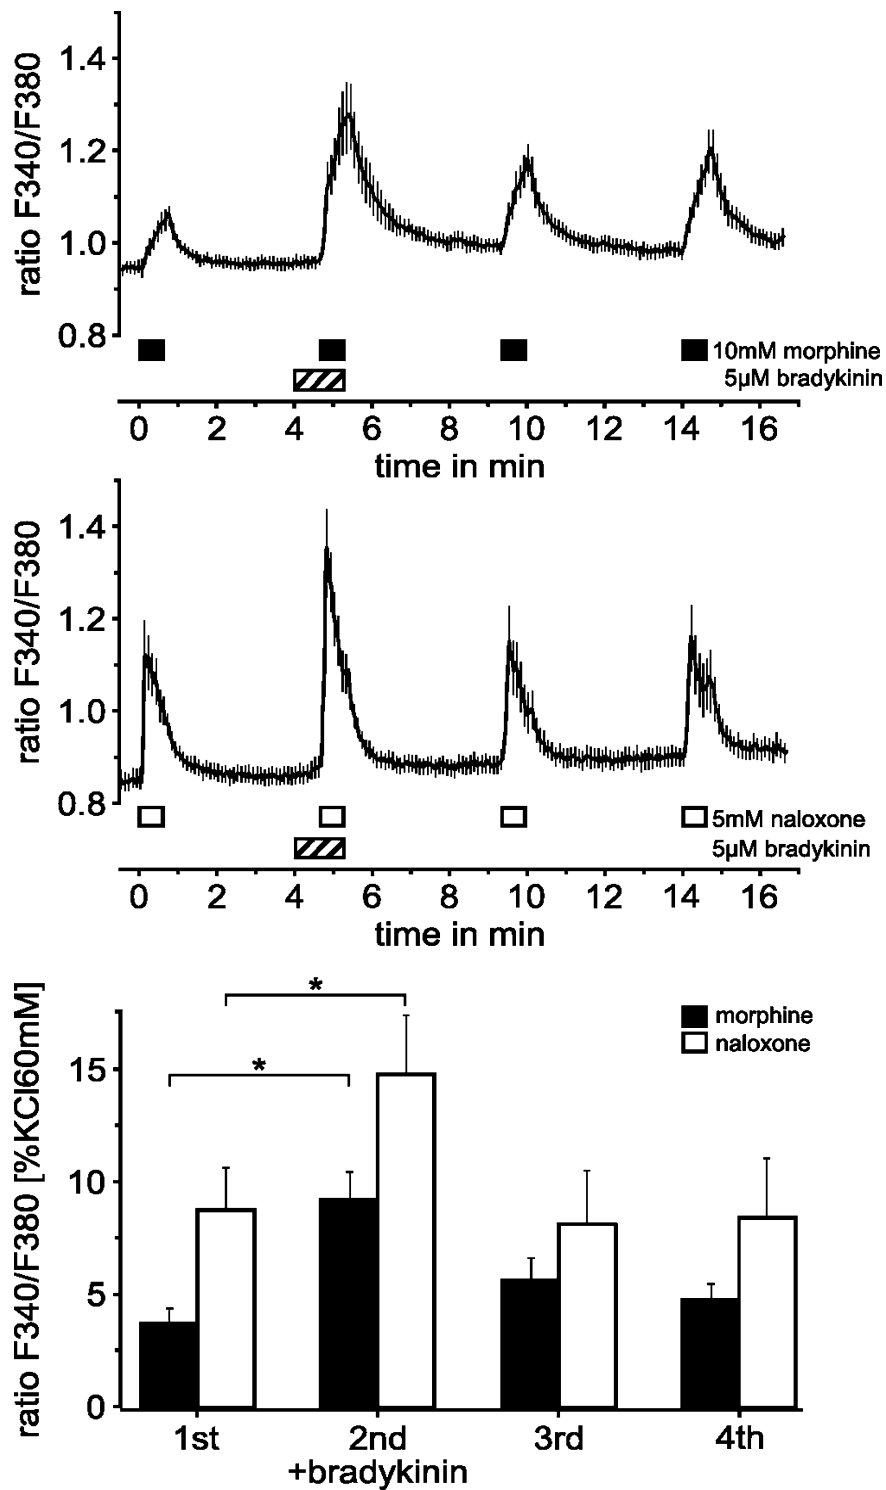 ratio F340/F380
1.4
1.2
1.0
0.8
10mM morphine
5µM bradykinin
0 2 4 6 8 10 12 14 16
time in min
ratio F340/F380
1.4
1.2
1.0
0.8
5mM naloxone
5µM bradykinin
0 2 4 6 8 10 12 14 16
time in min
ratio F340/F380 [%KCl60mM]
* 
*
morphine
naloxone
15
10
5
0
1st 2nd 3rd 4th
+bradykinin